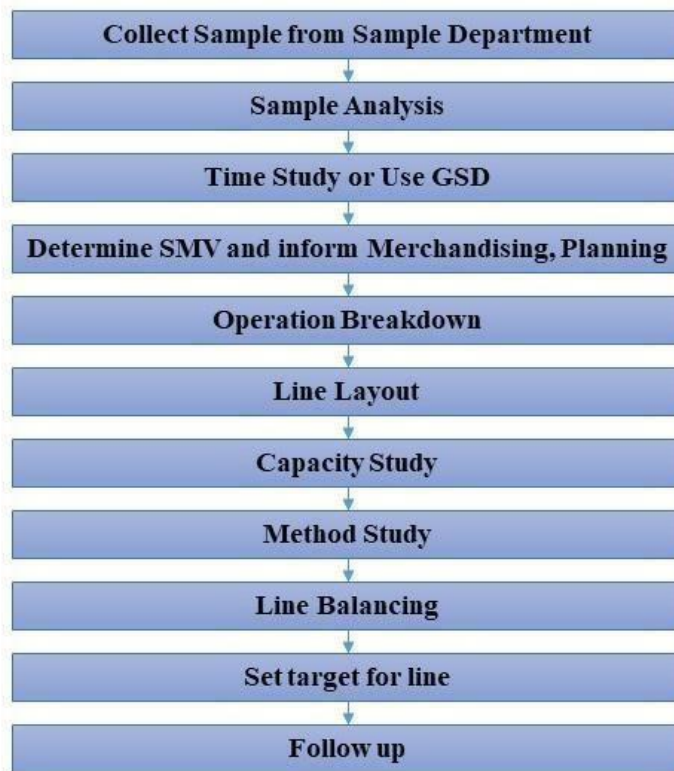 Collect Sample from Sample Department
Sample Analysis
Time Study or Use GSD
Determine SMV and inform Merchandising, Planning
Operation Breakdown
Line Layout
Capacity Study
Method Study
Line Balancing
Set target for line
Follow up